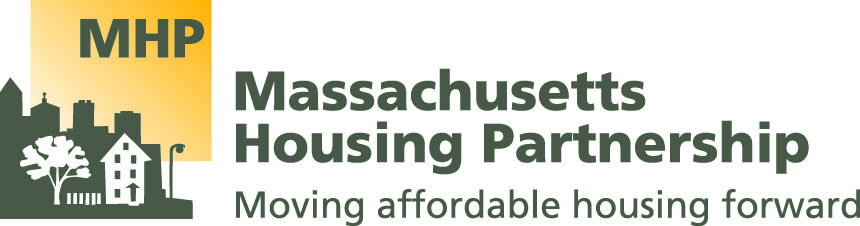 MHP
Massachusetts
Housing Partnership
Moving affordable housing forward